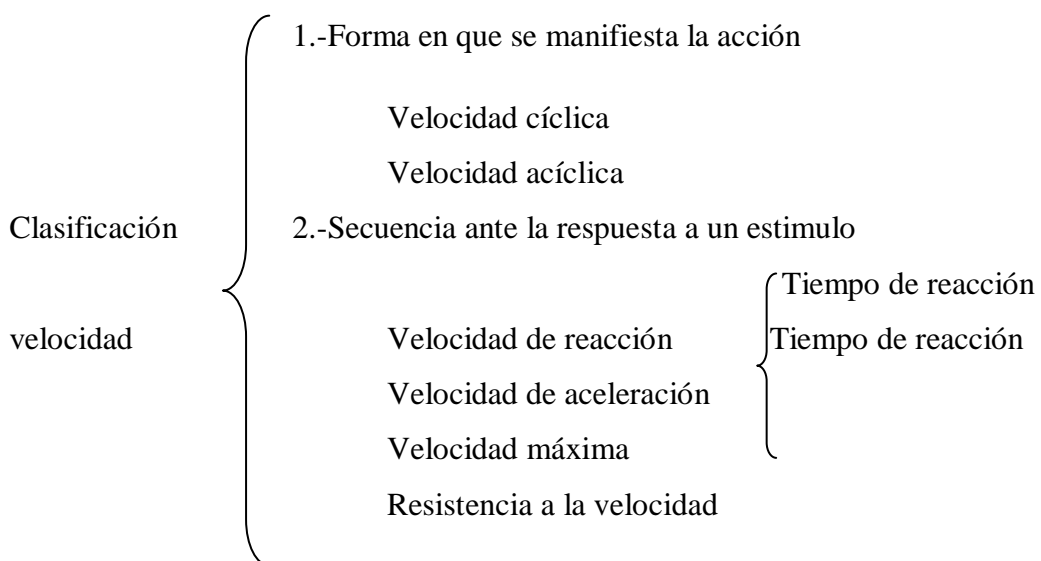 1.-Forma en que se manifiesta la acción
Velocidad cíclica
Velocidad acíclica
Clasificación 2.-Secuencia ante la respuesta a un estimulo
Tiempo de reacción
velocidad Velocidad de reacción Tiempo de reacción
Velocidad de aceleración
Velocidad máxima
Resistencia a la velocidad